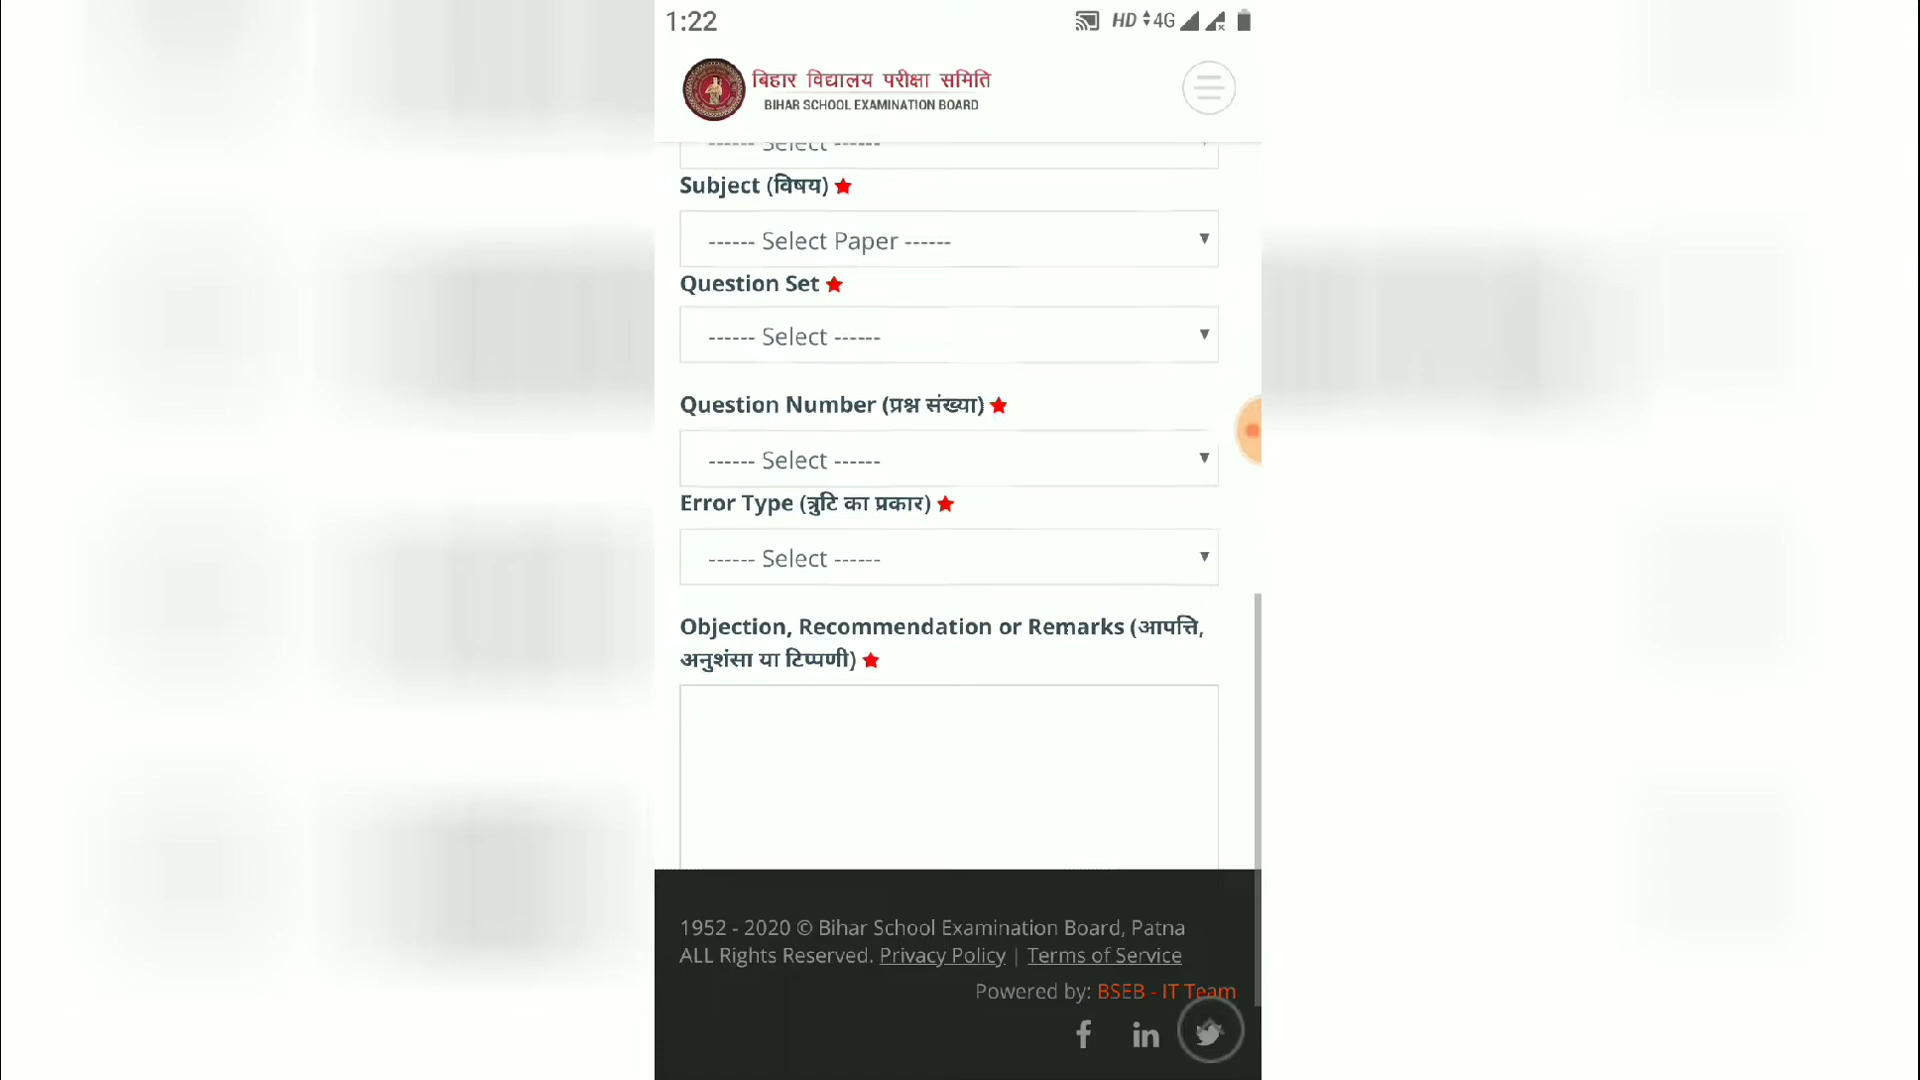 1:22 HD 4G
बिहार विद्यालय परीक्षा समिति
BIHAR SCHOOL EXAMINATION BOARD
------ Select ------
Subject (विषय)
------ Select Paper ------
Question Set
------ Select ------
Question Number (प्रश्न संख्या)
------ Select ------
Error Type (त्रुटि का प्रकार)
------ Select ------
Objection, Recommendation or Remarks (आपत्ति,
अनुशंसा या टिप्पणी)
1952 - 2020 © Bihar School Examination Board, Patna
ALL Rights Reserved. Privacy Policy | Terms of Service
Powered by: BSEB - IT Team